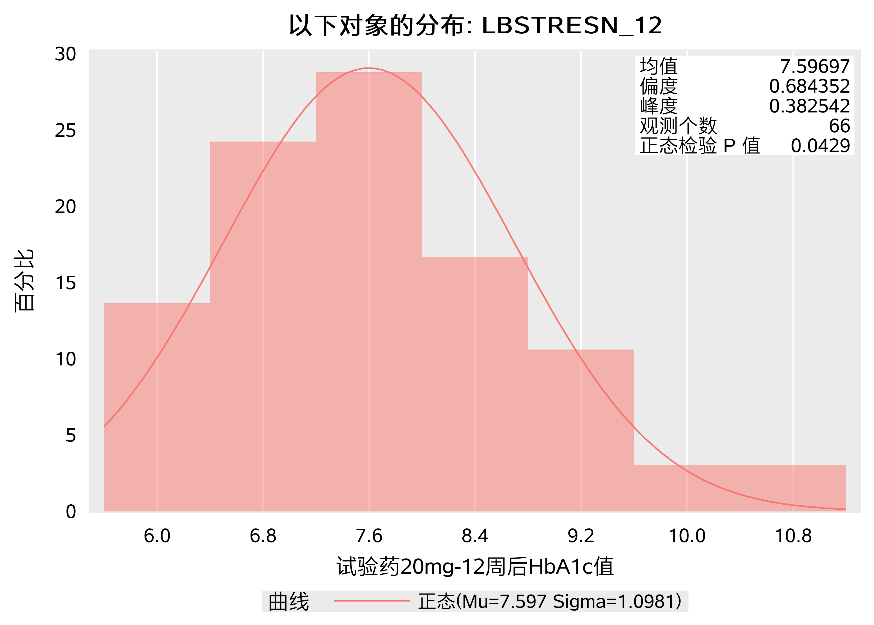 以下对象的分布: LBSTRESN_12
30
25
20
15
10
5
0
百分比
均值 7.59697
偏度 0.684352
峰度 0.382542
观测个数 66
正态检验 P 值 0.0429
6.0 6.8 7.6 8.4 9.2 10.0 10.8
试验药20mg-12周后HbA1c值
曲线 正态(Mu=7.597 Sigma=1.0981)